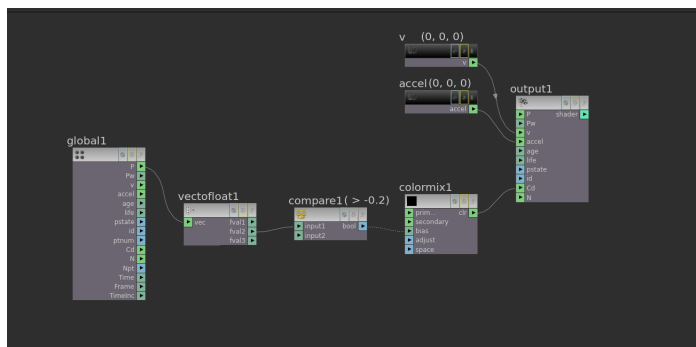 v (0, 0, 0)
v
accel(0, 0, 0)
accel
output1
P shader
Pw
v
accel
age
life
pstate
id
Cd
N
global1
P
Pw
v
accel
age
life
pstate
id
ptnum
Cd
N
Npt
Time
Frame
TimeInc
vectofloat1
vec fval1
fval2
fval3
compare1( > -0.2)
input1 bool
input2
colormix1
prim... clr
secondary
bias
adjust
space